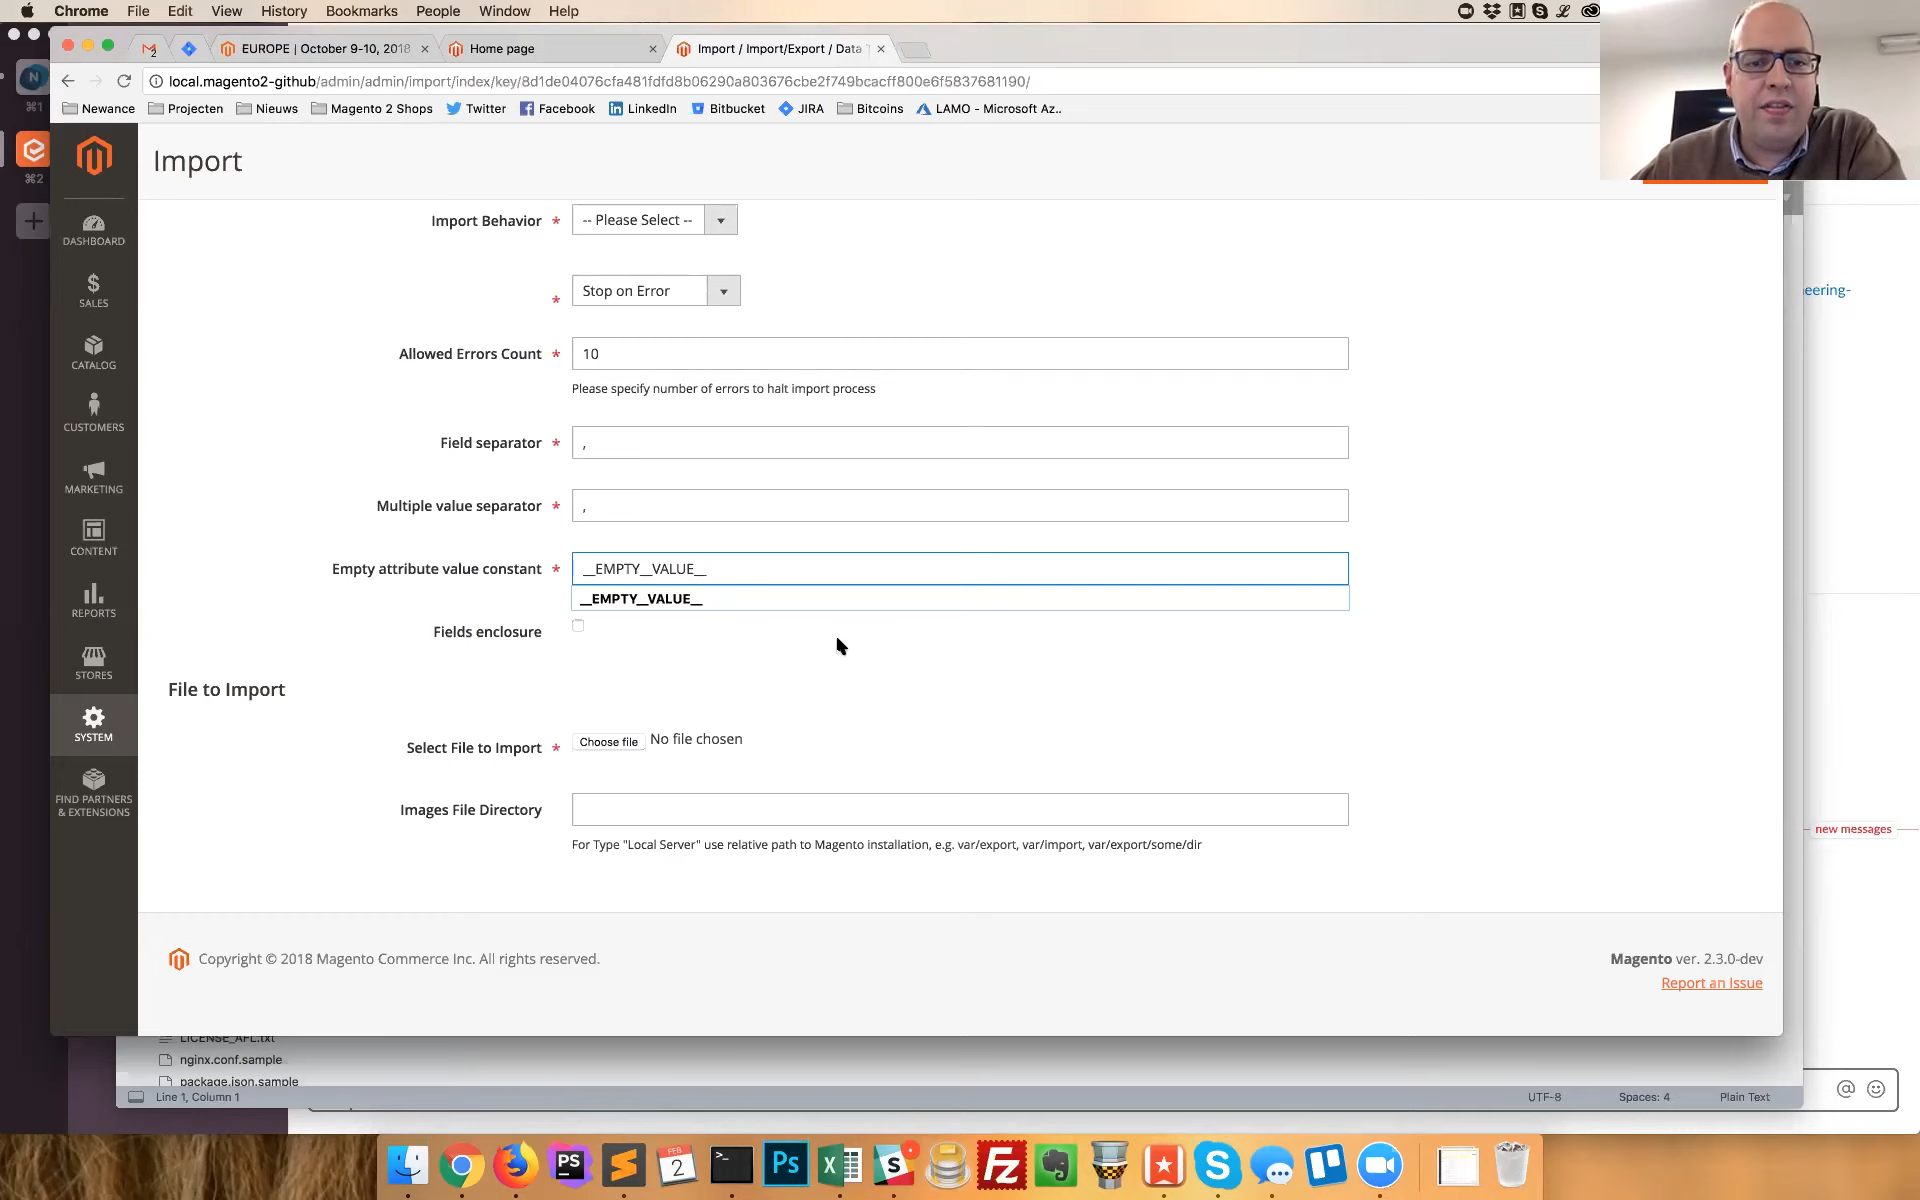 Chrome File Edit View History Bookmarks People Window Help
2 EUROPE | October 9-10, 2018 Home page Import / Import/Export / Data
local.magento2-github/admin/admin/import/index/key/8d1de04076cfa481fdfd8b06290a803676cbe2f749bcacff800e6f5837681190/
Newance Projecten Nieuws Magento 2 Shops Twitter Facebook LinkedIn Bitbucket JIRA Bitcoins LAMO - Microsoft Az..
⌘1
⌘2
Import
DASHBOARD
SALES
CATALOG
CUSTOMERS
MARKETING
CONTENT
REPORTS
STORES
SYSTEM
FIND PARTNERS
& EXTENSIONS
Import Behavior * -- Please Select --
* Stop on Error
Allowed Errors Count * 10
Please specify number of errors to halt import process
Field separator * ,
Multiple value separator * ,
Empty attribute value constant * __EMPTY__VALUE__
__EMPTY__VALUE__
Fields enclosure
File to Import
Select File to Import * Choose file No file chosen
Images File Directory
For Type "Local Server" use relative path to Magento installation, e.g. var/export, var/import, var/export/some/dir
Copyright © 2018 Magento Commerce Inc. All rights reserved.
Magento ver. 2.3.0-dev
Report an Issue
eering-
new messages
LICENSE_AFL.txt
nginx.conf.sample
package.json.sample
Line 1, Column 1 UTF-8 Spaces: 4 Plain Text
PS FEB 2 >_ Ps X S Fz S